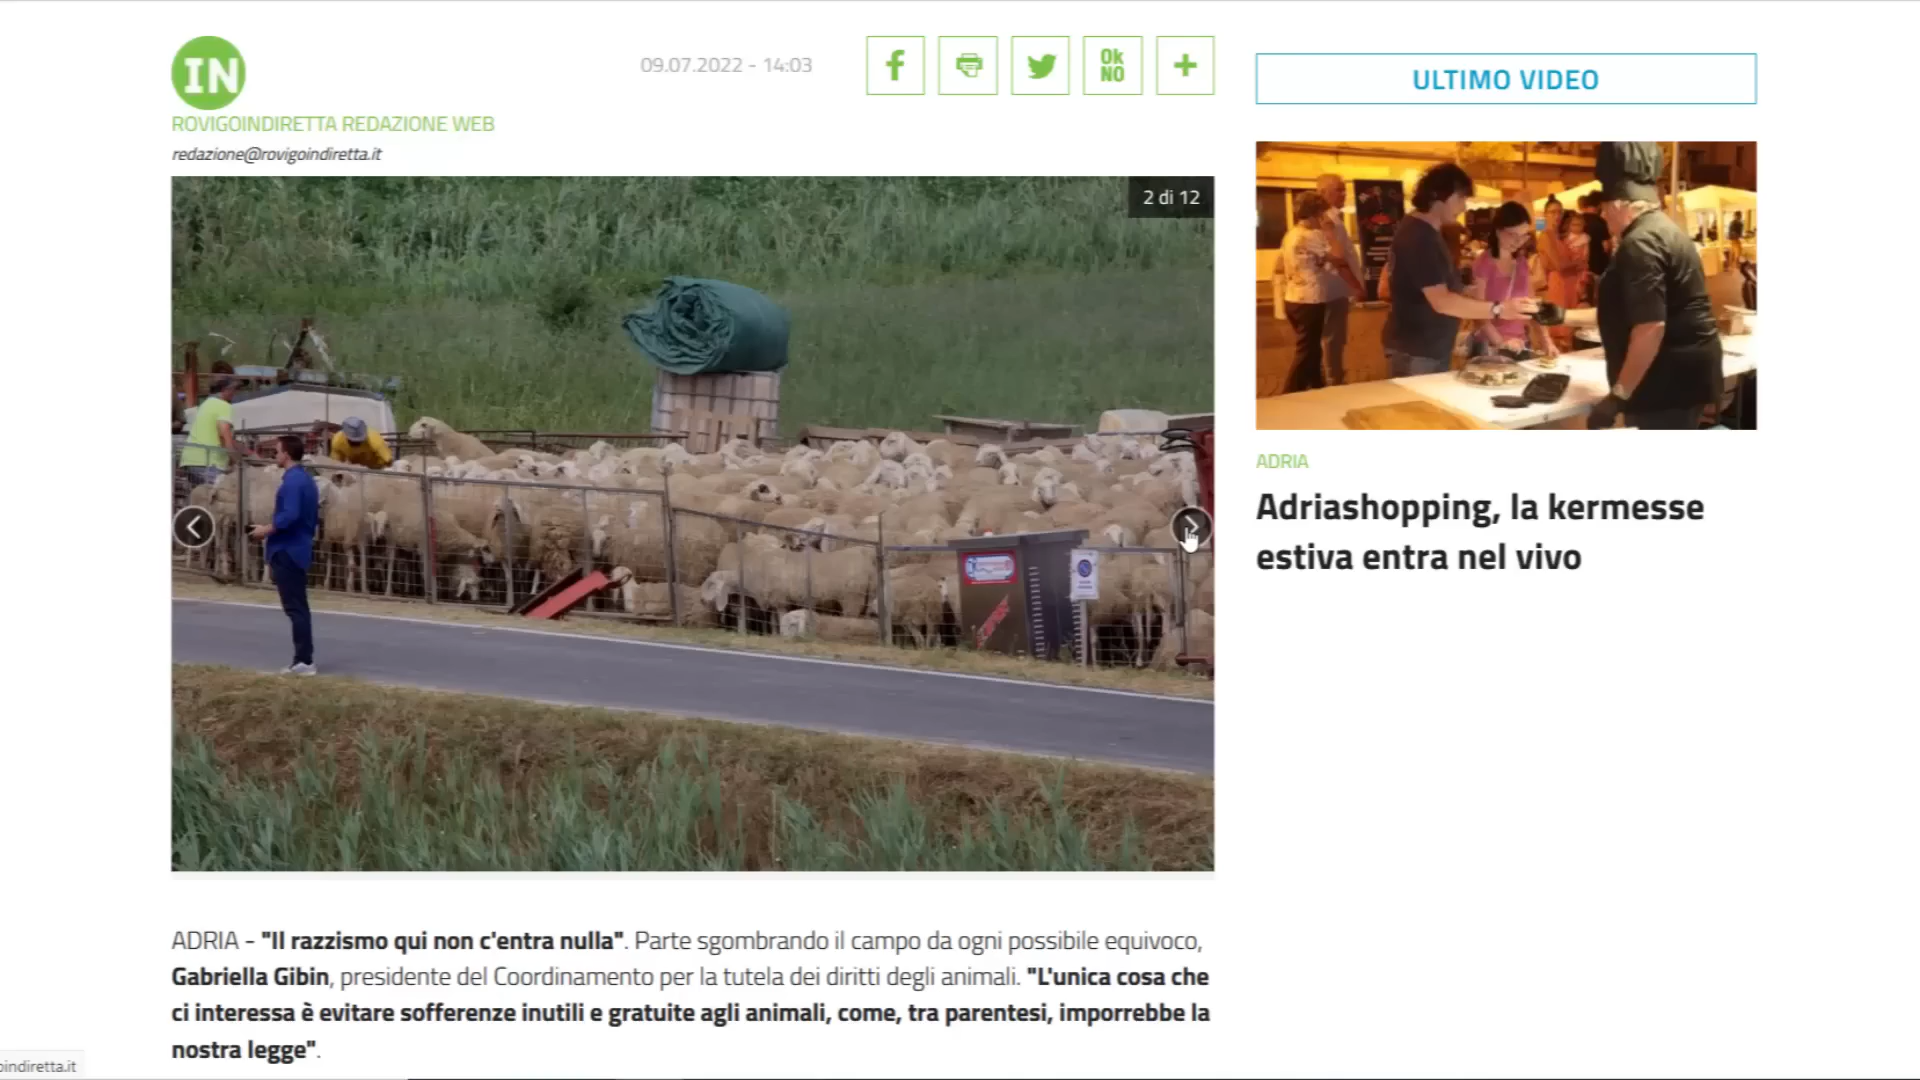 IN
09.07.2022 - 14:03
Ok
NO
ROVIGOINDIRETTA REDAZIONE WEB
redazione@rovigoindiretta.it
2 di 12
ADRIA - "Il razzismo qui non c'entra nulla". Parte sgombrando il campo da ogni possibile equivoco,
Gabriella Gibin, presidente del Coordinamento per la tutela dei diritti degli animali. "L'unica cosa che
ci interessa è evitare sofferenze inutili e gratuite agli animali, come, tra parentesi, imporrebbe la
nostra legge".
ULTIMO VIDEO
ADRIA
Adriashopping, la kermesse
estiva entra nel vivo
oindiretta.it